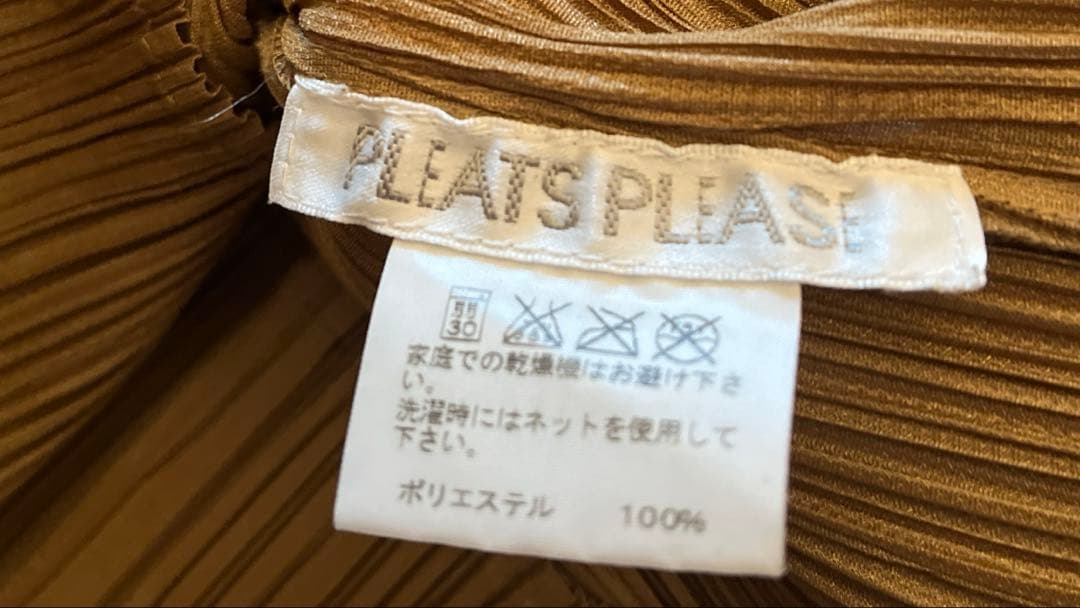 PLEATS PLEASE
弱
30
家庭での乾燥機はお避け下さ
い。
洗濯時にはネットを使用して
下さい。
ポリエステル 100%